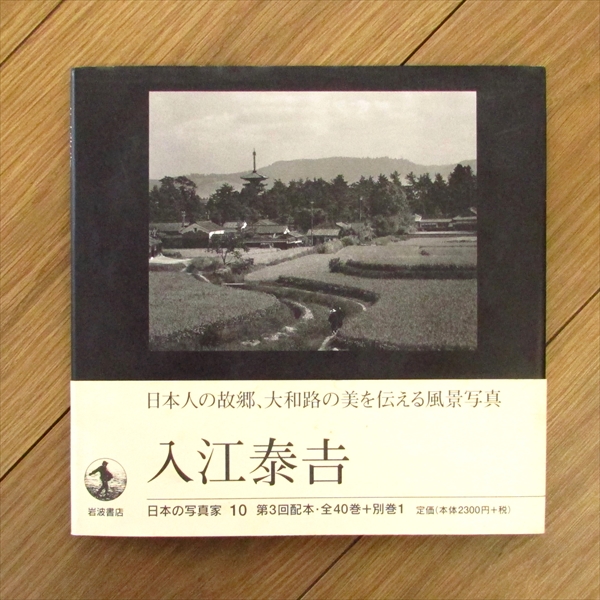 日本人の故郷、大和路の美を伝える風景写真
入江泰𠮷
岩波書店
日本の写真家 10 第3回配本・全40巻+別巻1 定価(本体2300円+税)